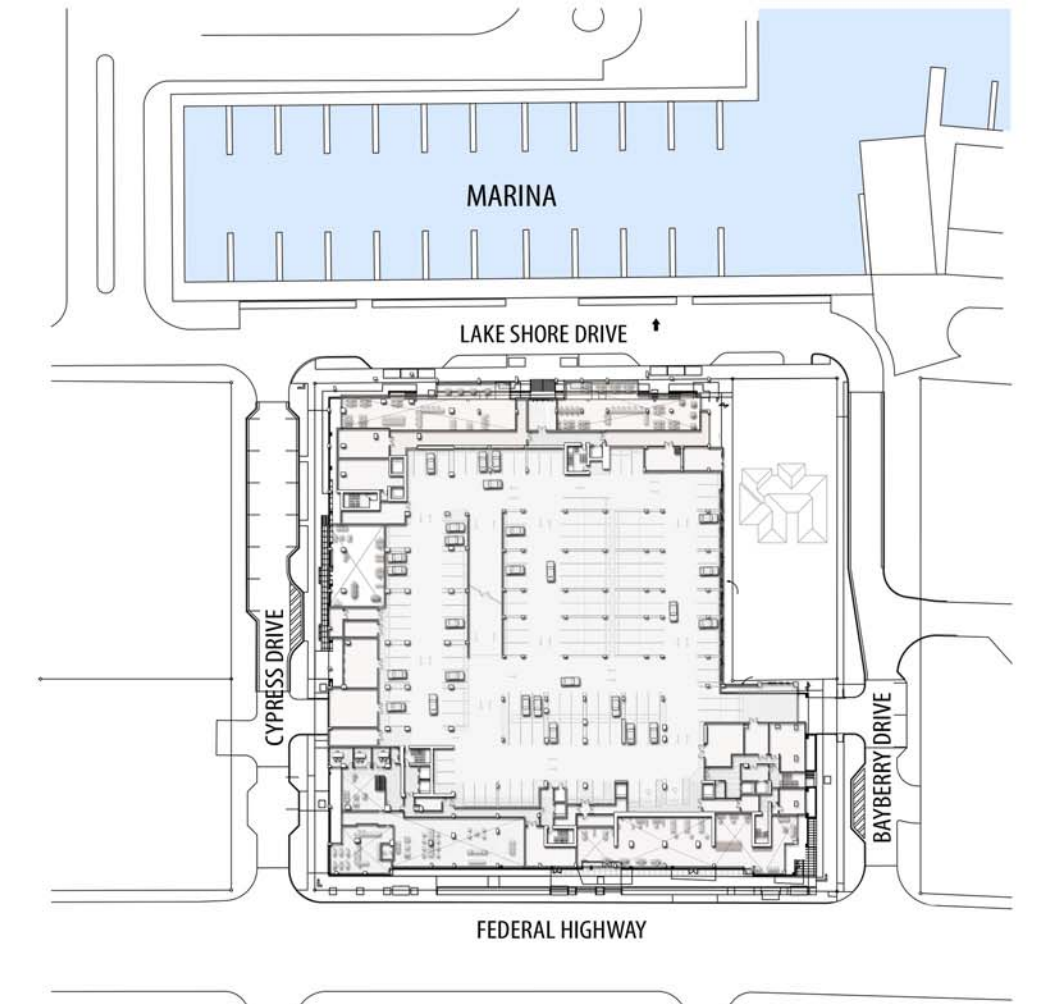 MARINA
LAKE SHORE DRIVE
CYPRESS DRIVE
BAYBERRY DRIVE
FEDERAL HIGHWAY